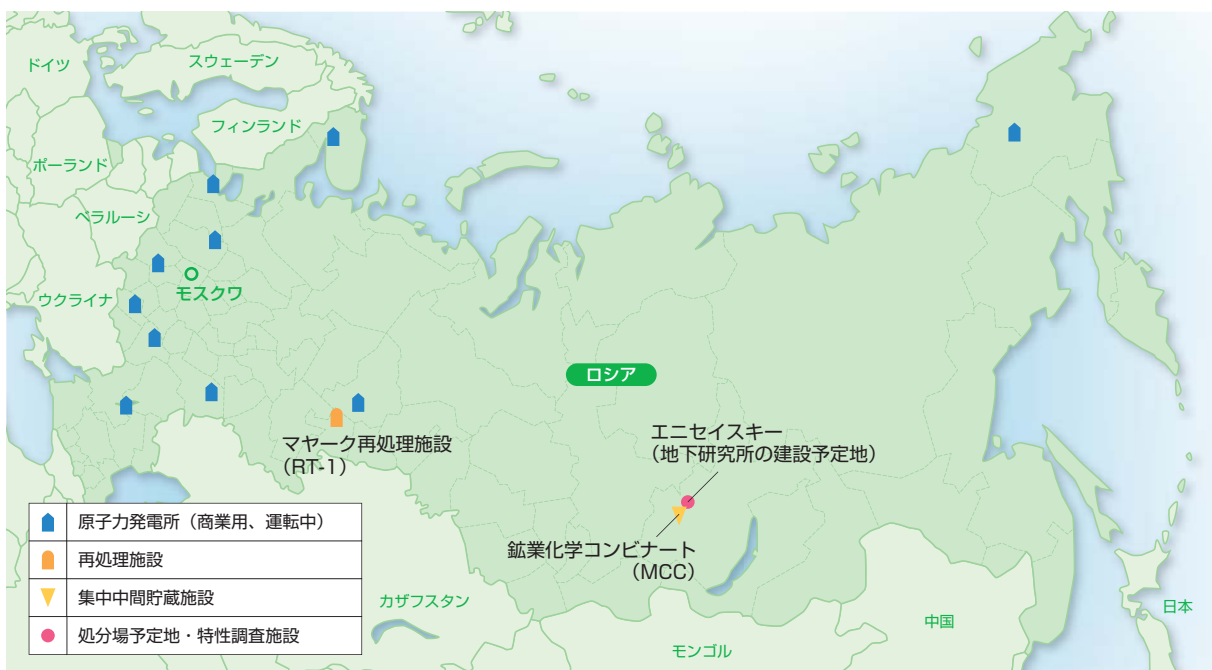 ドイツ
スウェーデン
フィンランド
ポーランド
ベラルーシ
モスクワ
ウクライナ
ロシア
マヤーク再処理施設
(RT-1)
エニセイスキー
(地下研究所の建設予定地)
鉱業化学コンビナート
(MCC)
カザフスタン
モンゴル
中国
日本
原子力発電所(商業用、運転中)
再処理施設
集中中間貯蔵施設
処分場予定地・特性調査施設